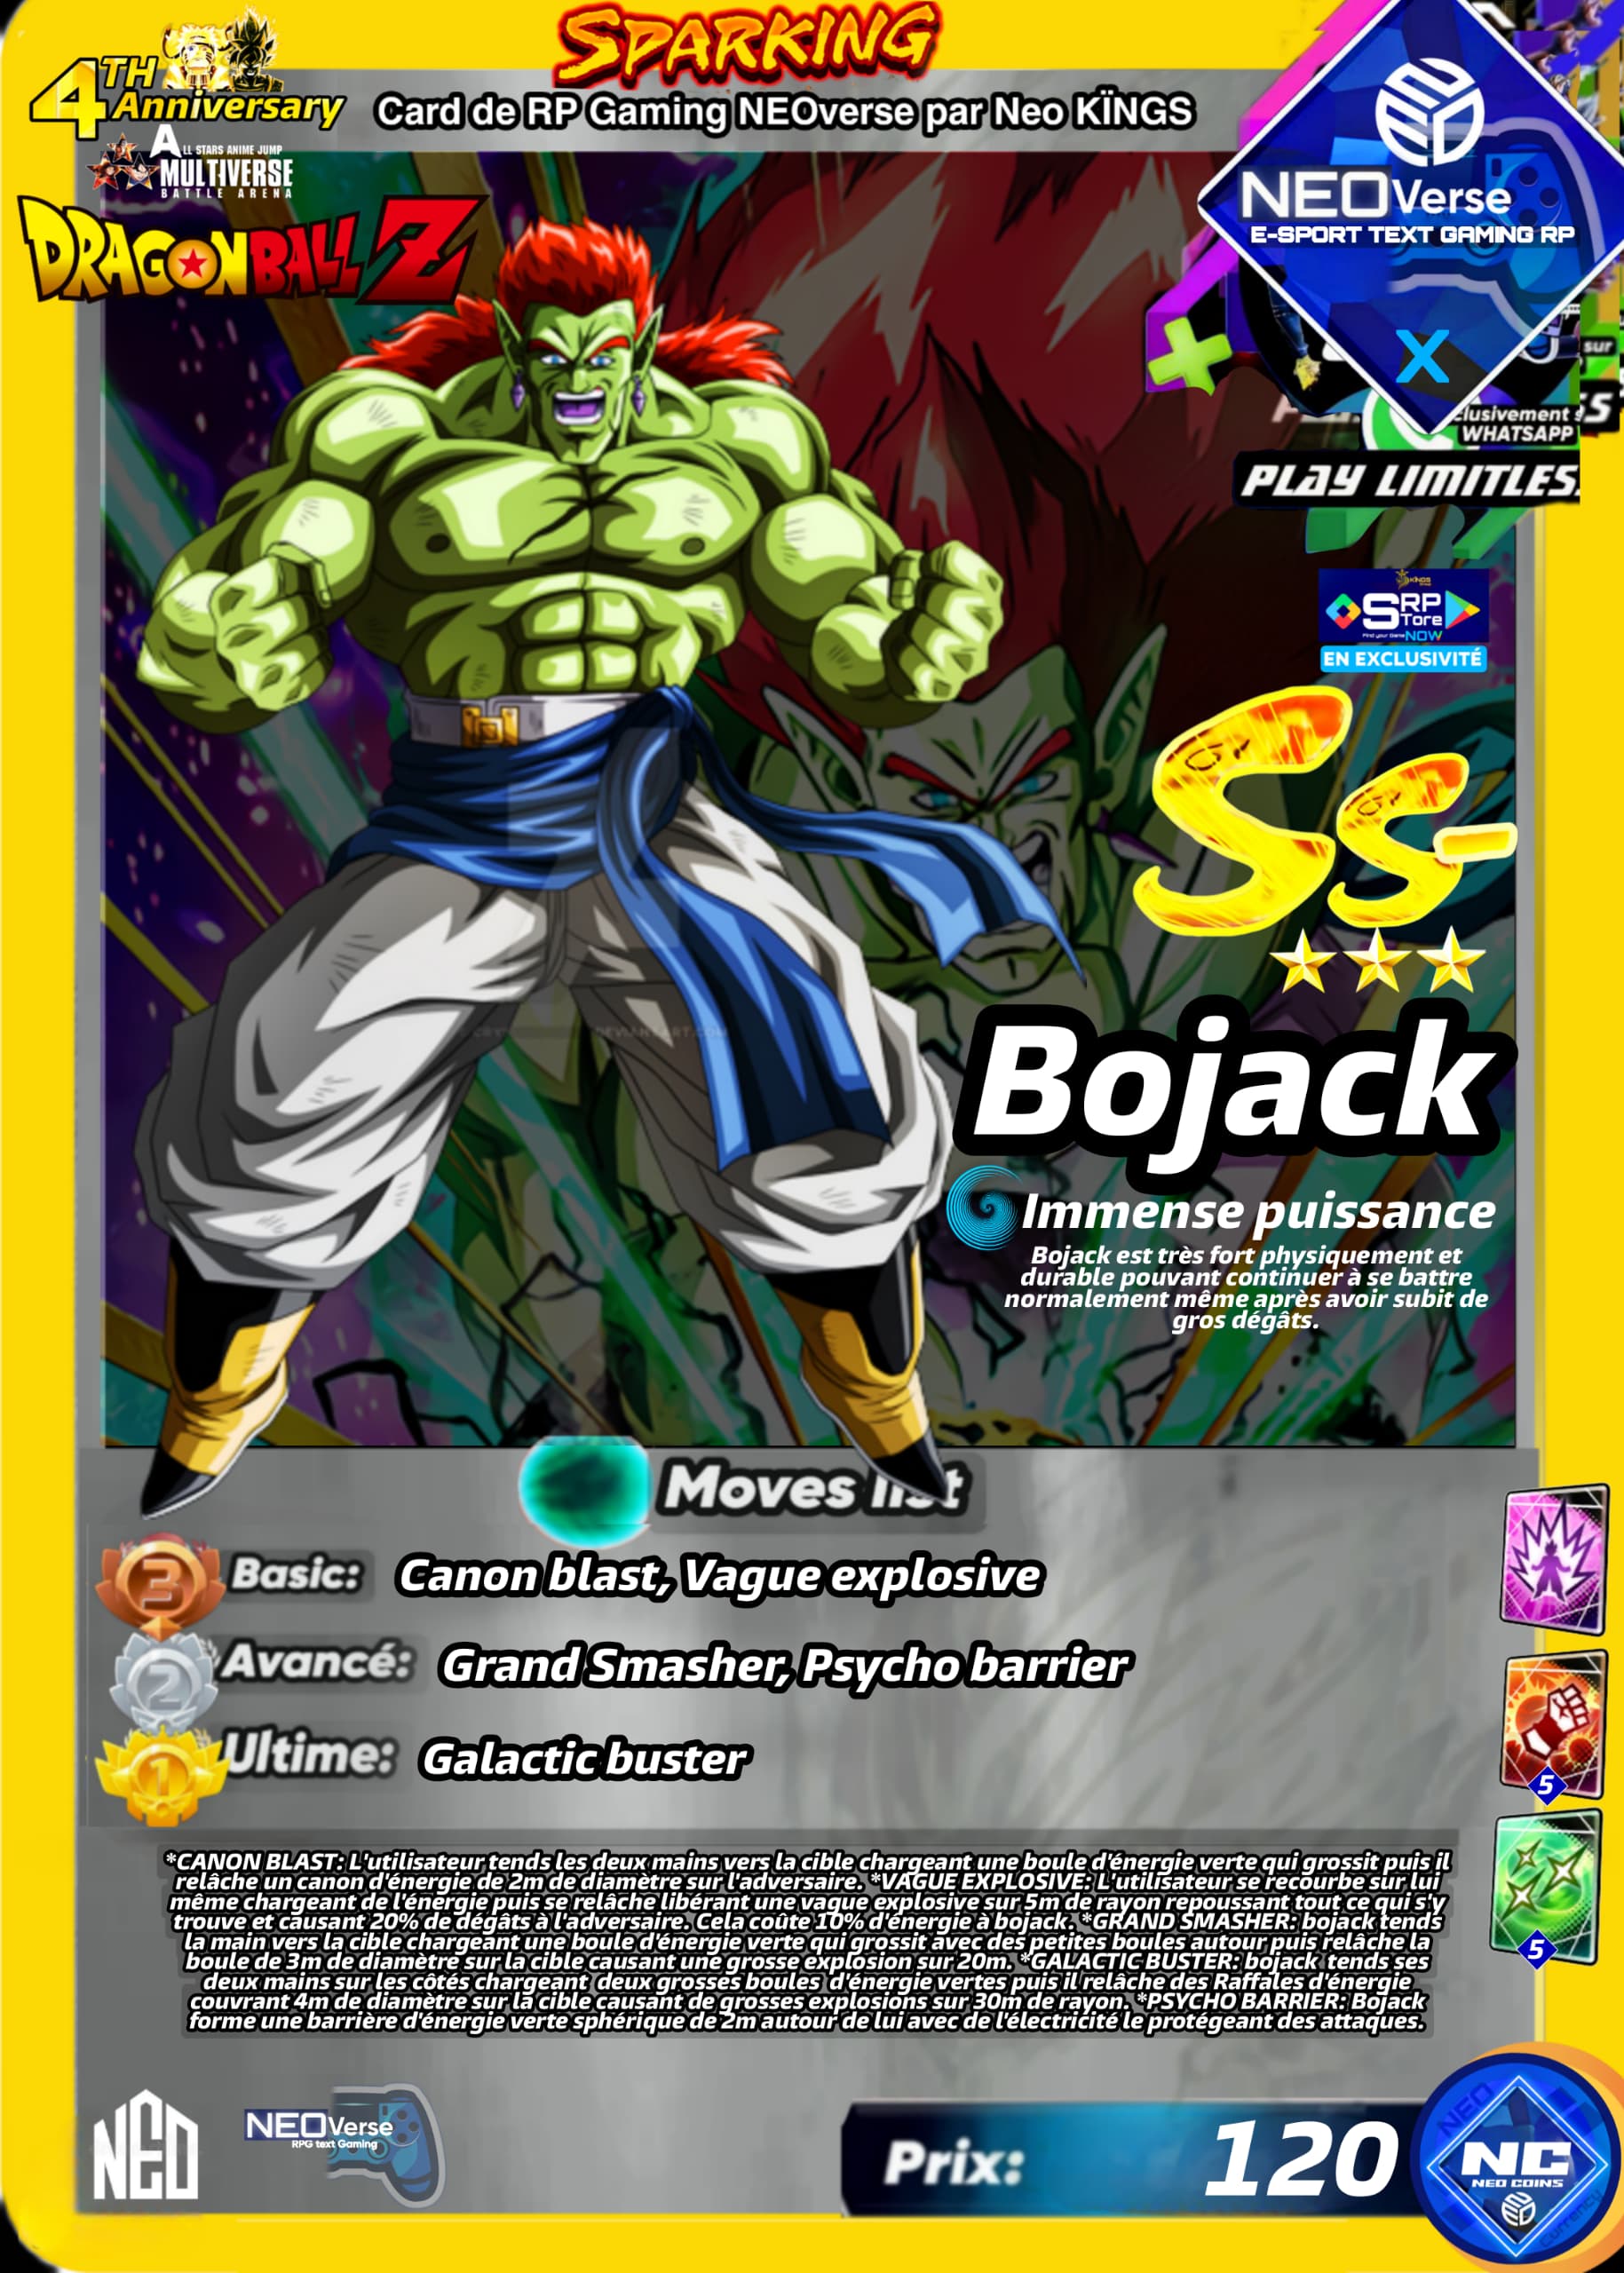 SPARKING
4TH
Anniversary
Card de RP Gaming NEOverse par Neo KÏNGS
ALL STARS ANIME JUMP
MULTIVERSE
BATTLE ARENA
DRAGONBALL Z
NEOVerse
E-SPORT TEXT GAMING RP
X
sur
WHATSAPP
PLAY LIMITLES
SRP
STore
NOW
EN EXCLUSIVITÉ
Ss-
Bojack
Immense puissance
Bojack est très fort physiquement et
durable pouvant continuer à se battre
normalement même après avoir subit de
gros dégâts.
Moves list
3 Basic: Canon blast, Vague explosive
2 Avancé: Grand Smasher, Psycho barrier
1 Ultime: Galactic buster
5
5
*CANON BLAST: L'utilisateur tends les deux mains vers la cible chargeant une boule d'énergie verte qui grossit puis il
relâche un canon d'énergie de 2m de diamètre sur l'adversaire. *VAGUE EXPLOSIVE: L'utilisateur se recourbe sur lui
même chargeant de l'énergie puis se relâche libérant une vague explosive sur 5m de rayon repoussant tout ce qui s'y
trouve et causant 20% de dégâts à l'adversaire. Cela coûte 10% d'énergie à bojack. *GRAND SMASHER: bojack tends
la main vers la cible chargeant une boule d'énergie verte qui grossit avec des petites boules autour puis relâche la
boule de 3m de diamètre sur la cible causant une grosse explosion sur 20m. *GALACTIC BUSTER: bojack tends ses
deux mains sur les côtés chargeant deux grosses boules d'énergie vertes puis il relâche des Raffales d'énergie
couvrant 4m de diamètre sur la cible causant de grosses explosions sur 30m de rayon. *PSYCHO BARRIER: Bojack
forme une barrière d'énergie verte sphérique de 2m autour de lui avec de l'électricité le protégeant des attaques.
NEO
NEOVerse
RPG text Gaming
Prix: 120
NC
NEO COINS